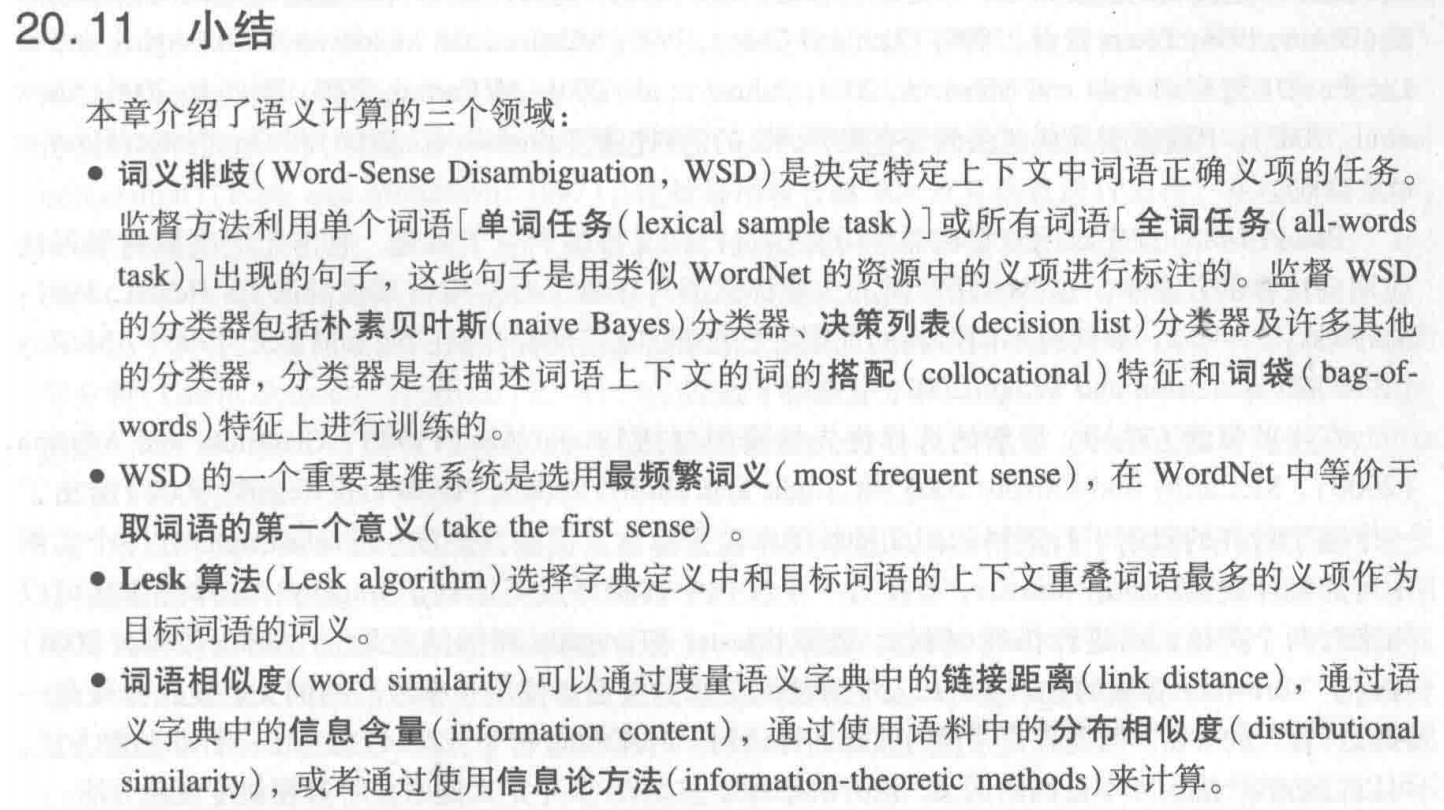 20.11 小结
本章介绍了语义计算的三个领域:
● 词义排歧(Word-Sense Disambiguation, WSD)是决定特定上下文中词语正确义项的任务。
监督方法利用单个词语[单词任务(lexical sample task)]或所有词语[全词任务(all-words
task)]出现的句子,这些句子是用类似 WordNet 的资源中的义项进行标注的。监督 WSD
的分类器包括朴素贝叶斯(naive Bayes)分类器、决策列表(decision list)分类器及许多其他
的分类器,分类器是在描述词语上下文的词的搭配(collocational)特征和词袋(bag-of-
words)特征上进行训练的。
● WSD 的一个重要基准系统是选用最频繁词义(most frequent sense),在 WordNet 中等价于
取词语的第一个意义(take the first sense)。
● Lesk 算法(Lesk algorithm)选择字典定义中和目标词语的上下文重叠词语最多的义项作为
目标词语的词义。
● 词语相似度(word similarity)可以通过度量语义字典中的链接距离(link distance),通过语
义字典中的信息含量(information content),通过使用语料中的分布相似度(distributional
similarity),或者通过使用信息论方法(information-theoretic methods)来计算。